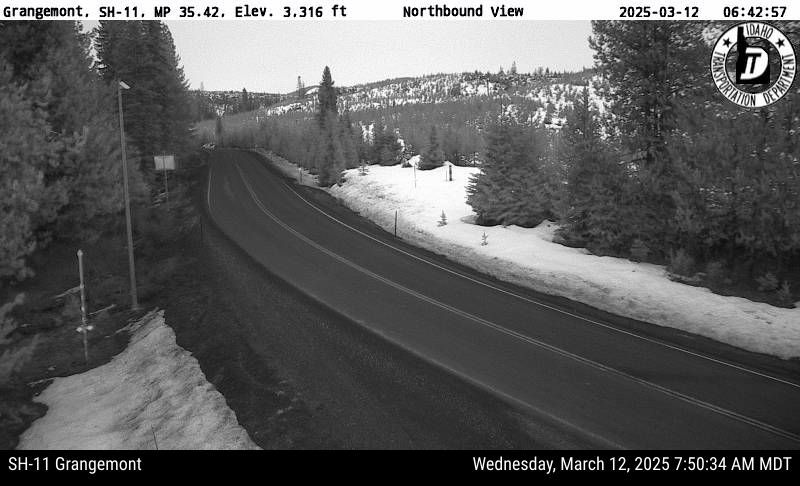 Grangemont, SH-11, MP 35.42, Elev. 3,316 ft Northbound View 2025-03-12 06:42:57
IDAHO
TRANSPORTATION DEPARTMENT
SH-11 Grangemont Wednesday, March 12, 2025 7:50:34 AM MDT